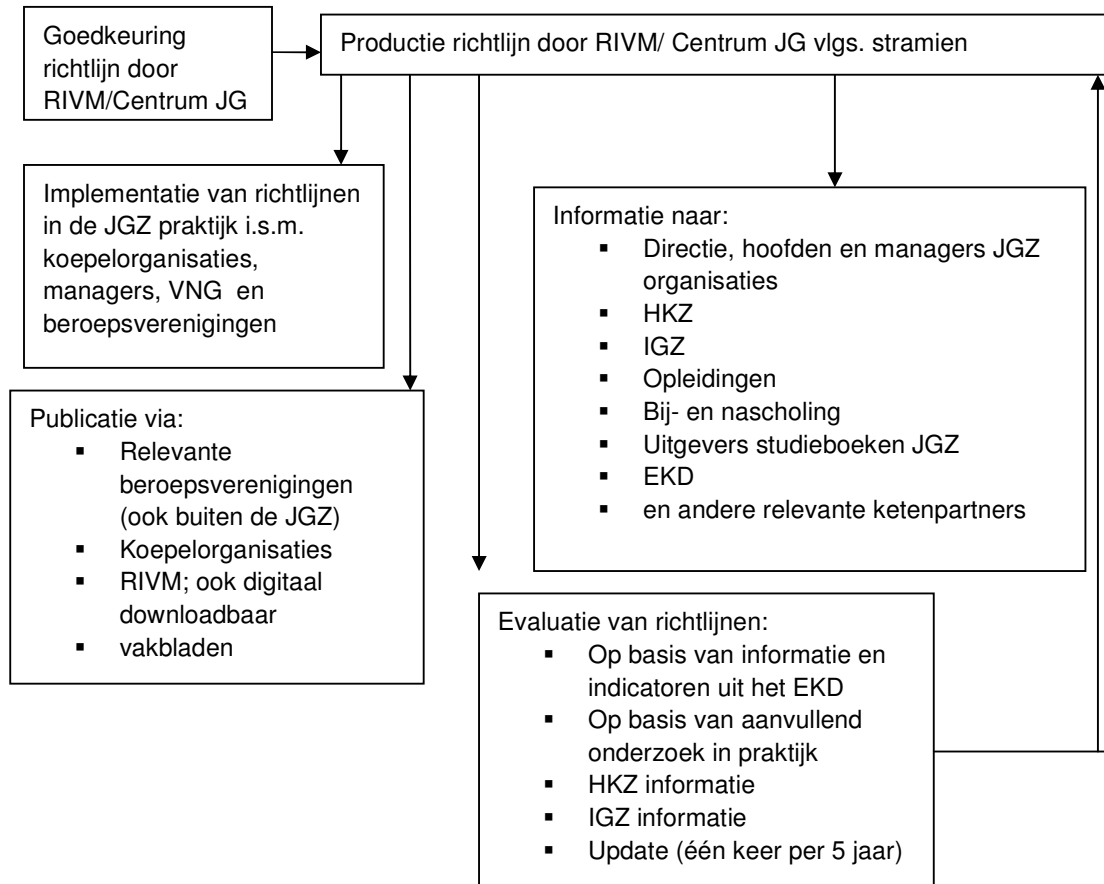 Goedkeuring
richtlijn door
RIVM/Centrum JG
Productie richtlijn door RIVM/ Centrum JG vlgs. stramien
Implementatie van richtlijnen
in de JGZ praktijk i.s.m.
koepelorganisaties,
managers, VNG en
beroepsverenigingen
Informatie naar:
▪ Directie, hoofden en managers JGZ
organisaties
▪ HKZ
▪ IGZ
▪ Opleidingen
▪ Bij- en nascholing
▪ Uitgevers studieboeken JGZ
▪ EKD
▪ en andere relevante ketenpartners
Publicatie via:
▪ Relevante
beroepsverenigingen
(ook buiten de JGZ)
▪ Koepelorganisaties
▪ RIVM; ook digitaal
downloadbaar
▪ vakbladen
Evaluatie van richtlijnen:
▪ Op basis van informatie en
indicatoren uit het EKD
▪ Op basis van aanvullend
onderzoek in praktijk
▪ HKZ informatie
▪ IGZ informatie
▪ Update (één keer per 5 jaar)